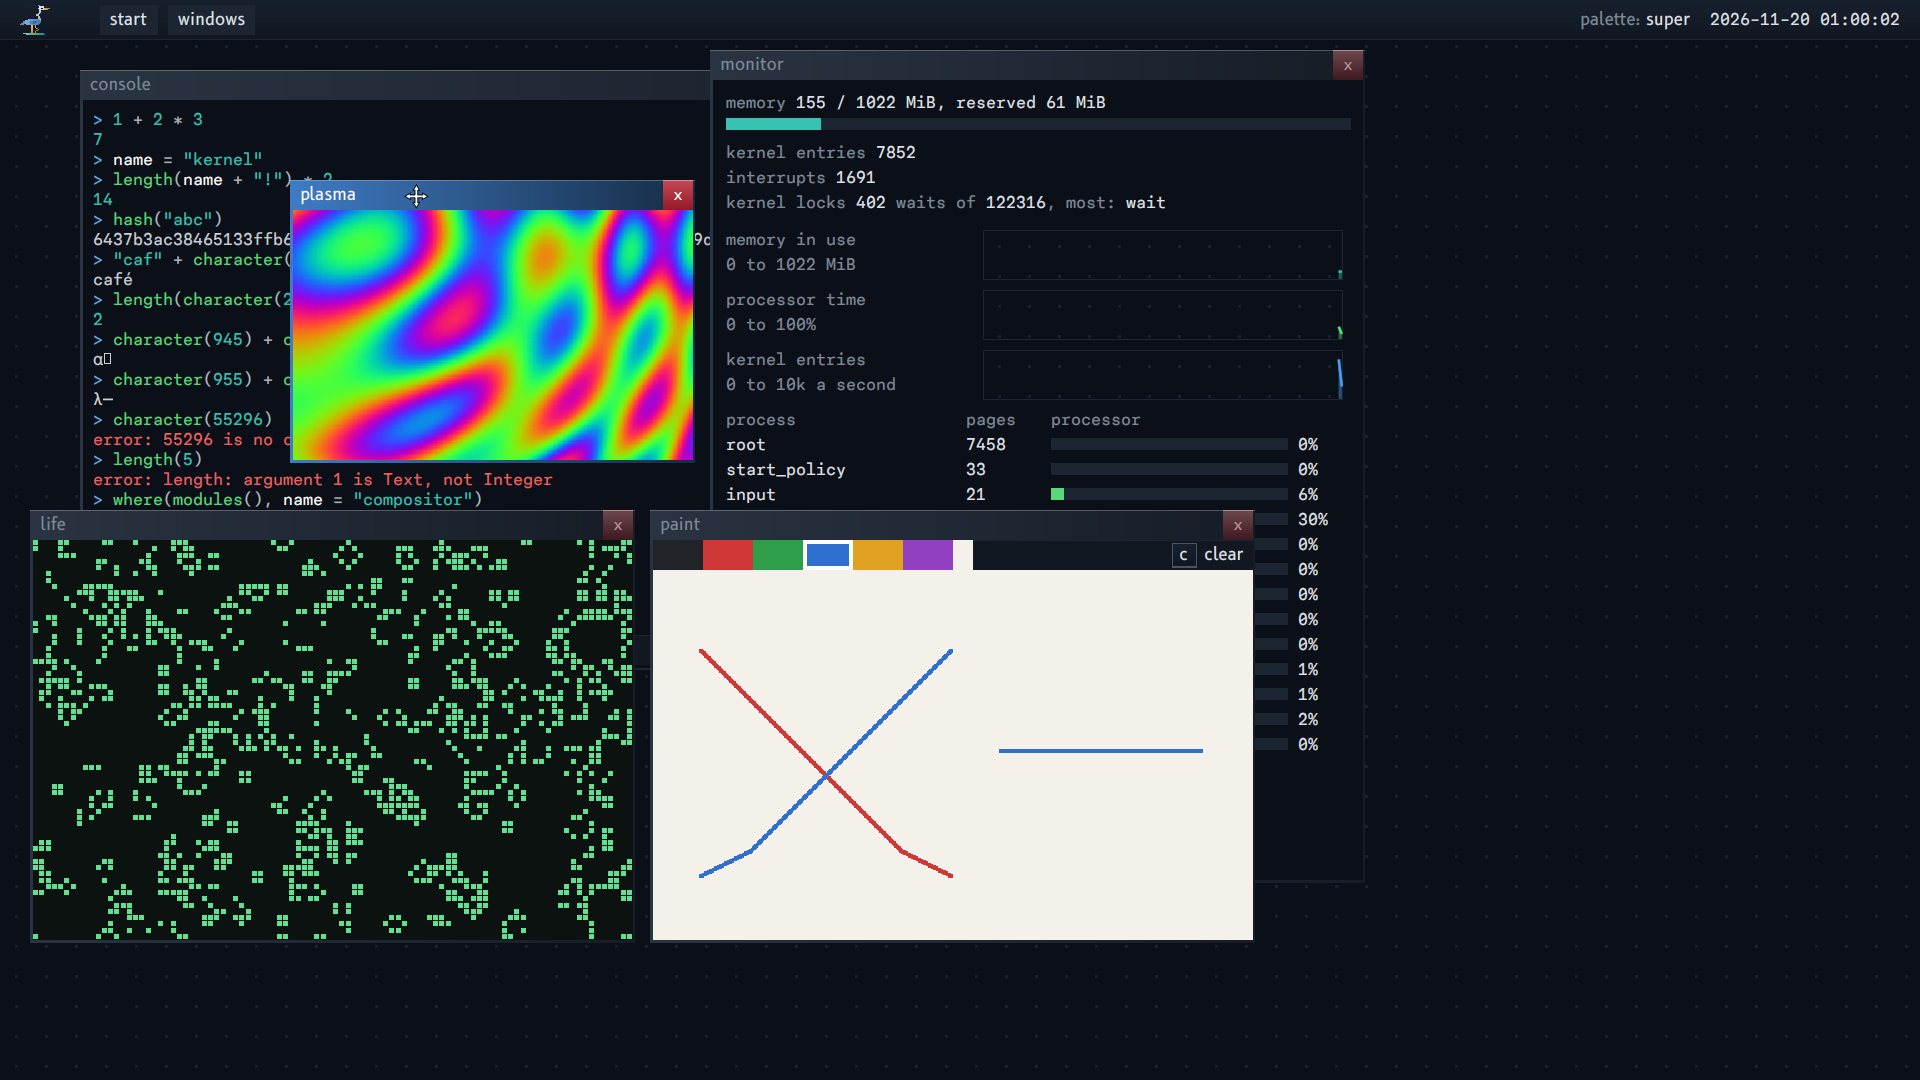 start windows palette: super 2026-11-20 01:00:02
console
> 1 + 2 * 3
7
> name = "kernel"
> length(name + "!") * 2
14
> hash("abc")
6437b3ac38465133ffb6
> "caf" + character(
café
> length(character(2
2
> character(945) + c
α
> character(955) + c
λ—
> character(55296)
error: 55296 is no c
> length(5)
error: length: argument 1 is Text, not Integer
> where(modules(), name = "compositor")
plasma x
monitor x
memory 155 / 1022 MiB, reserved 61 MiB
kernel entries 7852
interrupts 1691
kernel locks 402 waits of 122316, most: wait
memory in use
0 to 1022 MiB
processor time
0 to 100%
kernel entries
0 to 10k a second
process pages processor
root 7458 0%
start_policy 33 0%
input 21 6%
30%
0%
0%
0%
0%
0%
1%
1%
2%
0%
life x
paint x
c clear